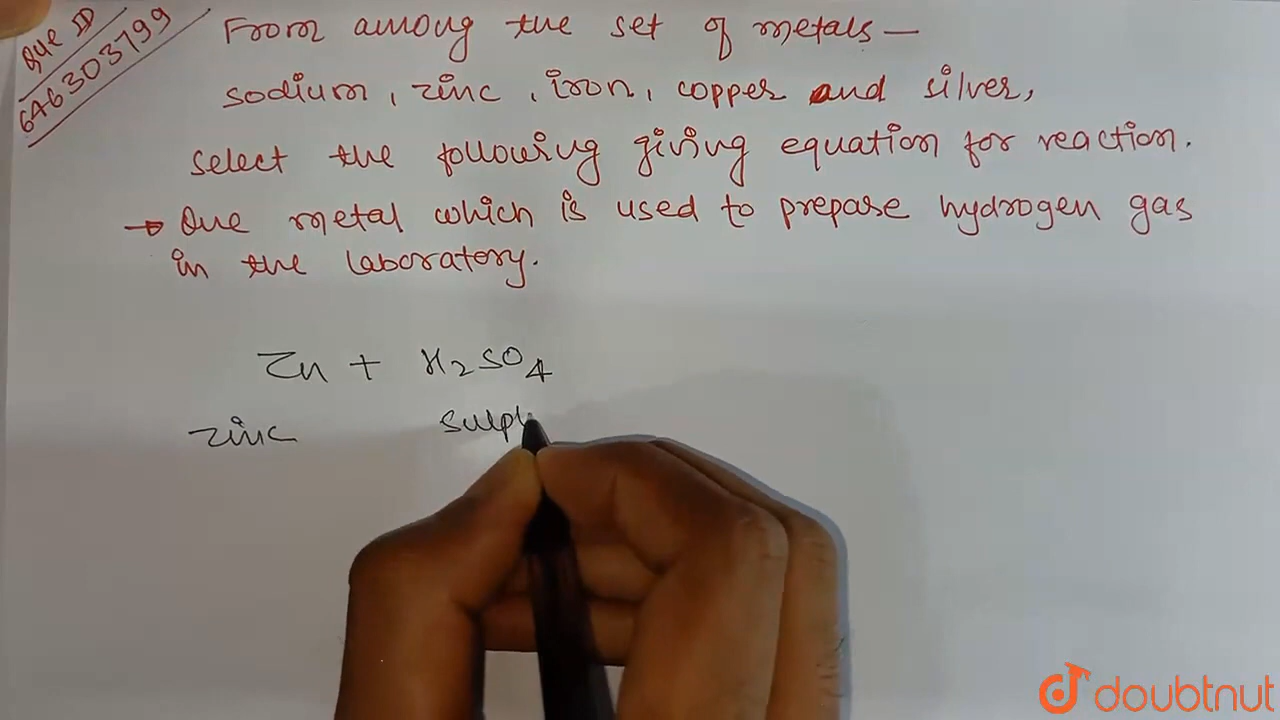 Que ID
646303799
From among the set of metals —
sodium, zinc, iron, copper and silver,
select the following giving equation for reaction.
→ One metal which is used to prepare hydrogen gas
in the laboratory.
Zn + H2SO4
zinc sulph
doubtnut